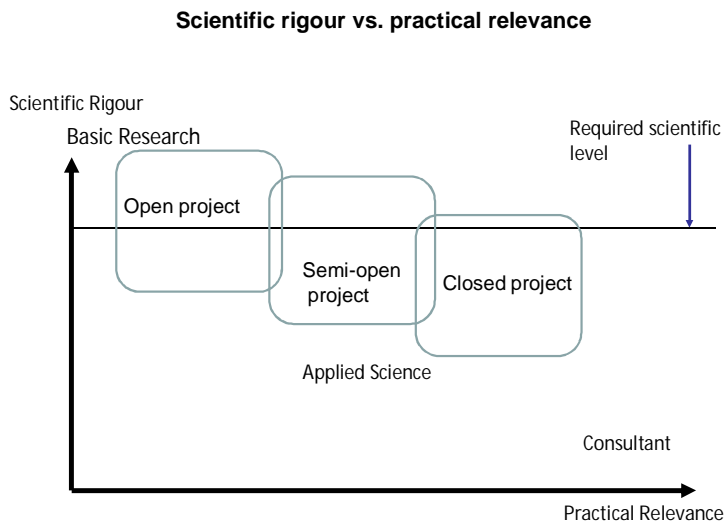 Scientific rigour vs. practical relevance
Scientific Rigour
Basic Research
Required scientific
level
Open project
Semi-open
project
Closed project
Applied Science
Consultant
Practical Relevance